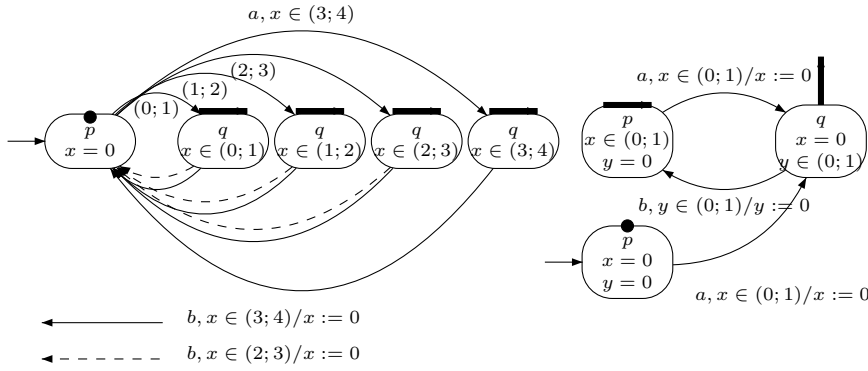 a, x ∈ (3; 4)
(2; 3)
(1; 2)
(0; 1)
p
x = 0
q
x ∈ (0; 1)
q
x ∈ (1; 2)
q
x ∈ (2; 3)
q
x ∈ (3; 4)
b, x ∈ (3; 4)/x := 0
b, x ∈ (2; 3)/x := 0
a, x ∈ (0; 1)/x := 0
p
x ∈ (0; 1)
y = 0
q
x = 0
y ∈ (0; 1)
b, y ∈ (0; 1)/y := 0
p
x = 0
y = 0
a, x ∈ (0; 1)/x := 0